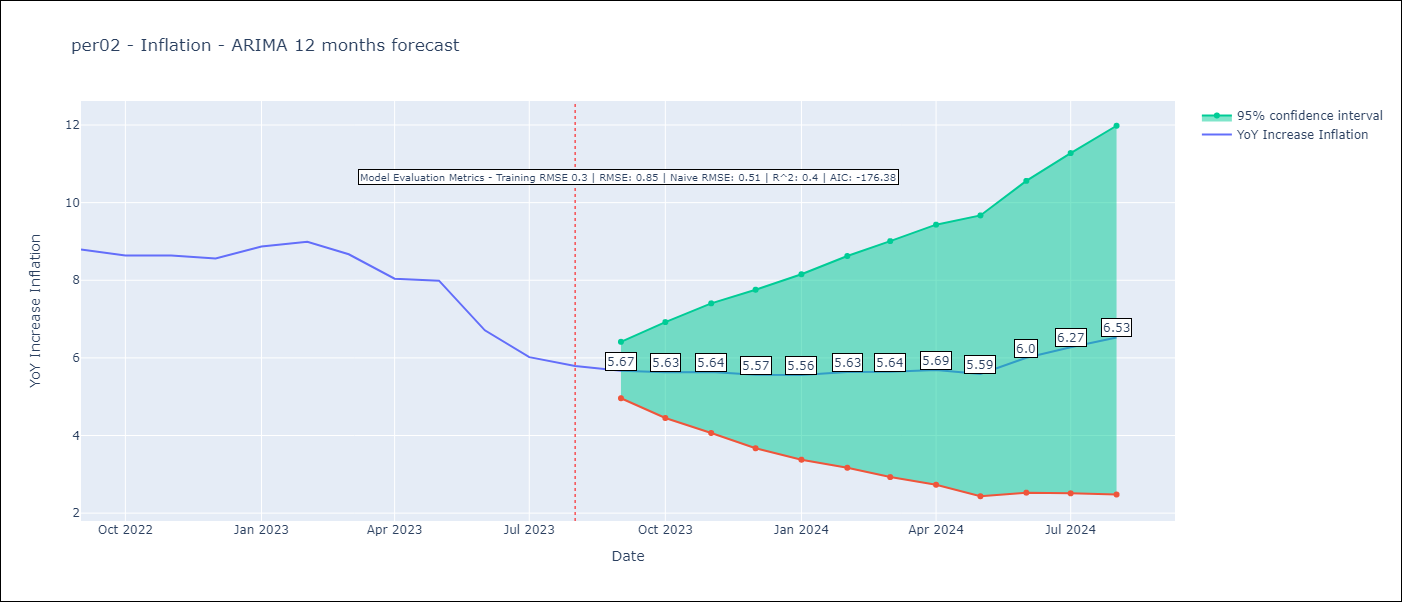 per02 - Inflation - ARIMA 12 months forecast
95% confidence interval
YoY Increase Inflation
Model Evaluation Metrics - Training RMSE 0.3 | RMSE: 0.85 | Naive RMSE: 0.51 | R^2: 0.4 | AIC: -176.38
YoY Increase Inflation
12
10
8
6
4
2
5.67
5.63
5.64
5.57
5.56
5.63
5.64
5.69
5.59
6.0
6.27
6.53
Oct 2022
Jan 2023
Apr 2023
Jul 2023
Oct 2023
Jan 2024
Apr 2024
Jul 2024
Date